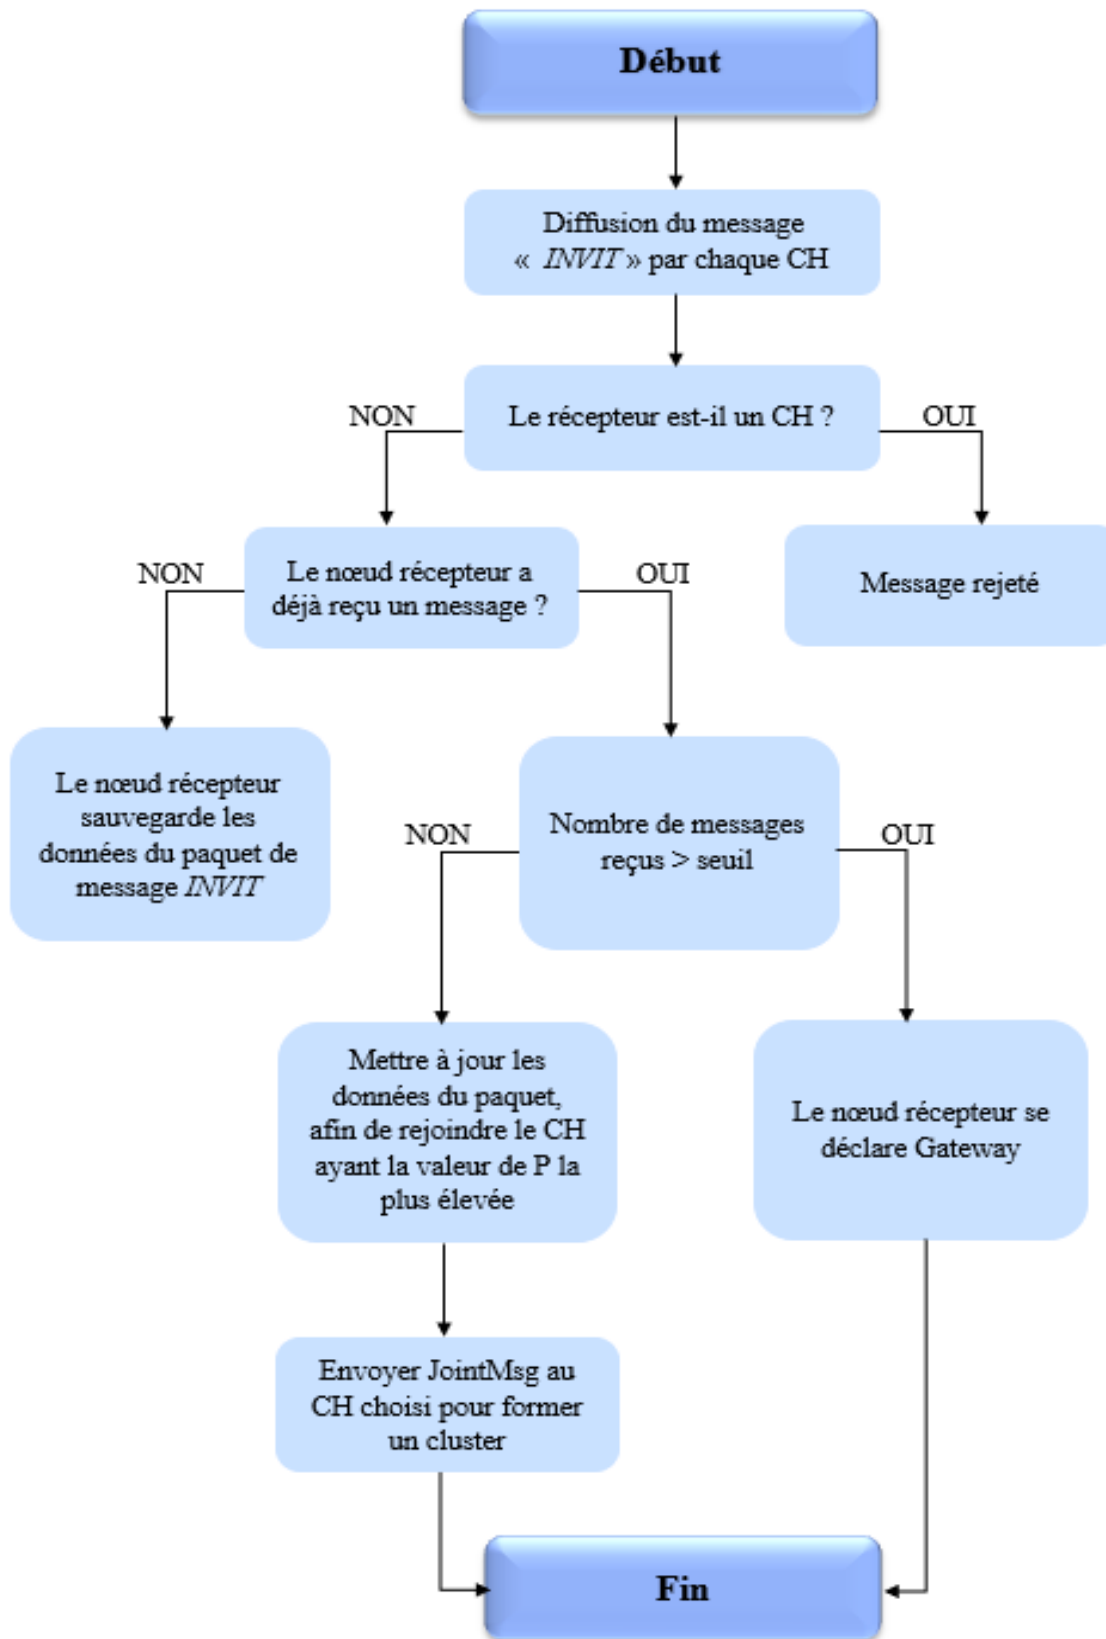 Début
Diffusion du message
« INVIT » par chaque CH
Le récepteur est-il un CH ?
NON
OUI
Le nœud récepteur a
déjà reçu un message ?
Message rejeté
NON
OUI
Le nœud récepteur
sauvegarde les
données du paquet de
message INVIT
Nombre de messages
reçus > seuil
NON
OUI
Mettre à jour les
données du paquet,
afin de rejoindre le CH
ayant la valeur de P la
plus élevée
Le nœud récepteur se
déclare Gateway
Envoyer JointMsg au
CH choisi pour former
un cluster
Fin